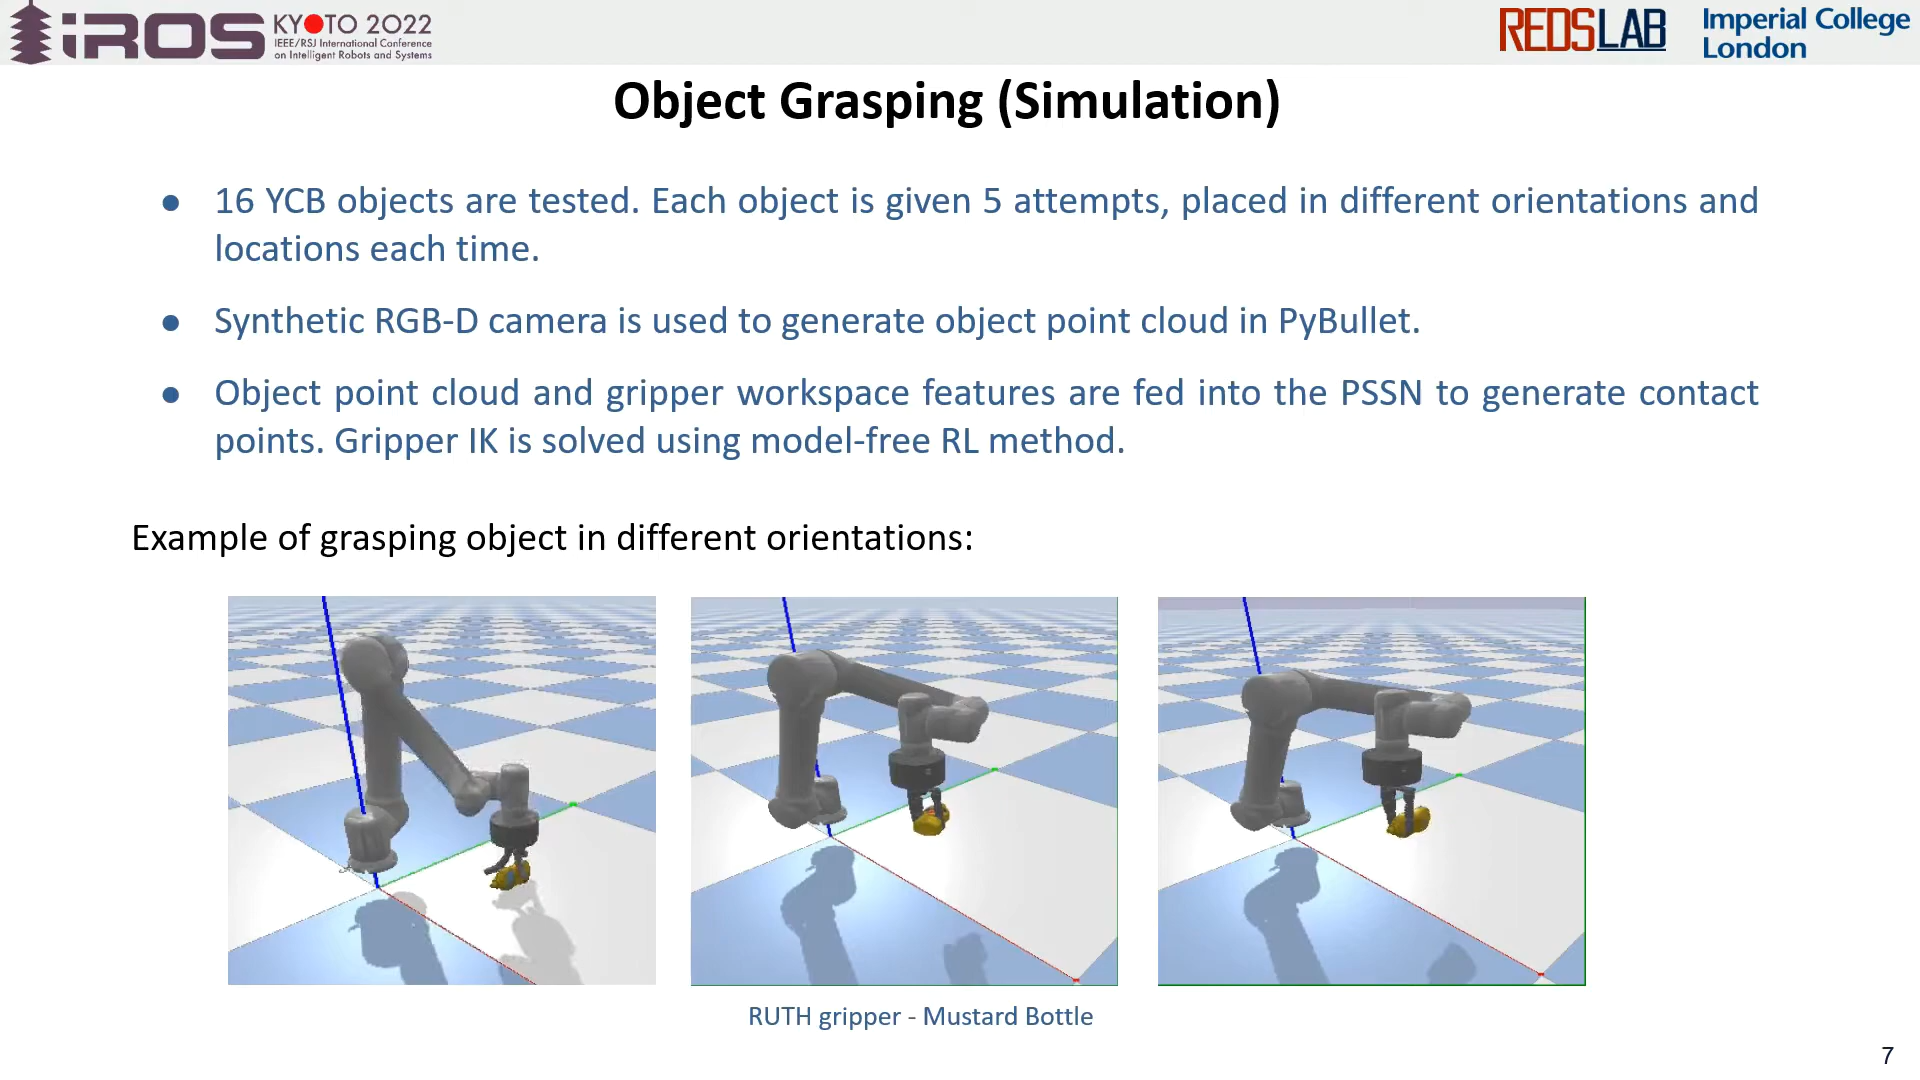 iROS
KYOTO 2022
IEEE/RSJ International Conference
on Intelligent Robots and Systems
REDSLAB
Imperial College
London
Object Grasping (Simulation)
● 16 YCB objects are tested. Each object is given 5 attempts, placed in different orientations and
locations each time.
● Synthetic RGB-D camera is used to generate object point cloud in PyBullet.
● Object point cloud and gripper workspace features are fed into the PSSN to generate contact
points. Gripper IK is solved using model-free RL method.
Example of grasping object in different orientations:
RUTH gripper - Mustard Bottle
7